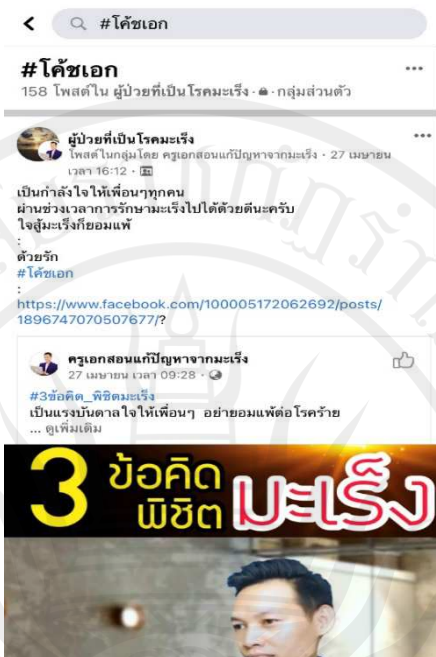 #โค้ชเอก
#โค้ชเอก
158 โพสต์ใน ผู้ป่วยที่เป็นโรคมะเร็ง · กลุ่มส่วนตัว
ผู้ป่วยที่เป็นโรคมะเร็ง
โพสต์ในกลุ่มโดย ครูเอกสอนแก้ปัญหาจากมะเร็ง · 27 เมษายน
เวลา 16:12 ·
เป็นกำลังใจให้เพื่อนๆทุกคน
ผ่านช่วงเวลาการรักษามะเร็งไปได้ด้วยดีนะครับ
ใจสู้มะเร็งก็ยอมแพ้
:
ด้วยรัก
#โค้ชเอก
:
https://www.facebook.com/100005172062692/posts/
1896747070507677/?
ครูเอกสอนแก้ปัญหาจากมะเร็ง
27 เมษายน เวลา 09:28 ·
#3ข้อคิด_พิชิตมะเร็ง
เป็นแรงบันดาลใจให้เพื่อนๆ อย่ายอมแพ้ต่อโรคร้าย
... ดูเพิ่มเติม
3 ข้อคิด
พิชิต มะเร็ง